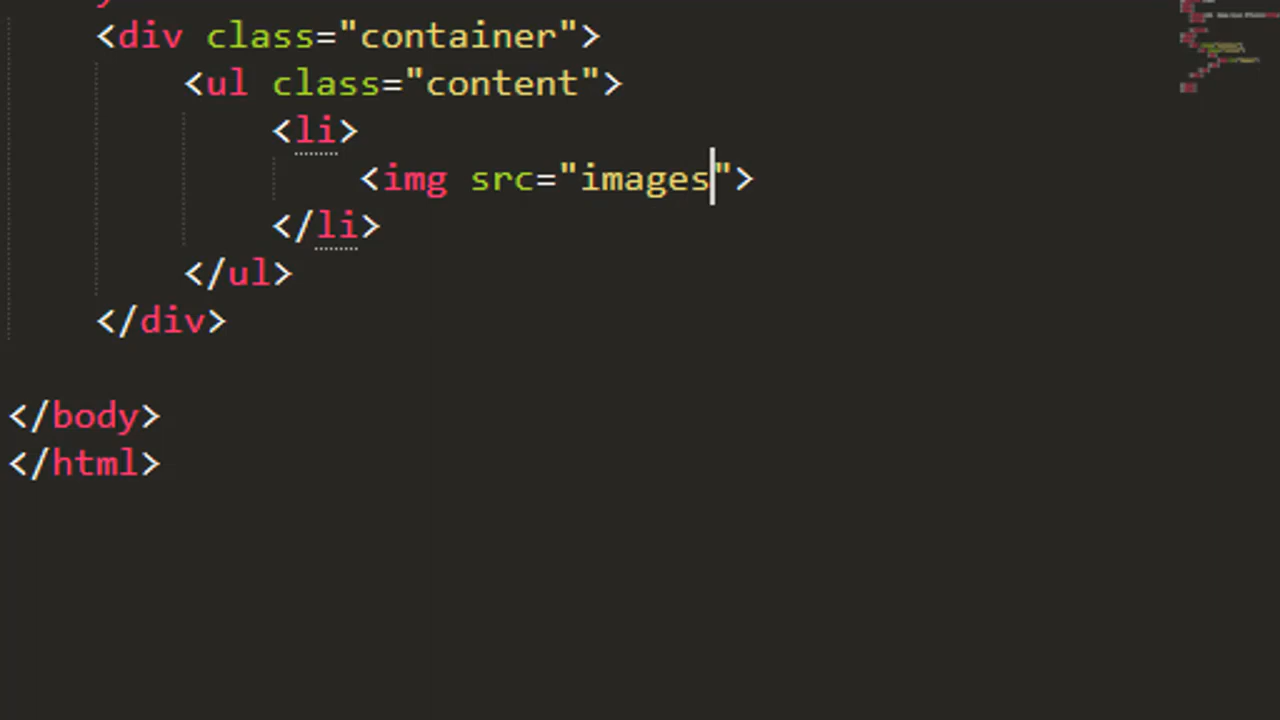 <div class="container">
<ul class="content">
<li>
<img src="images">
</li>
</ul>
</div>
</body>
</html>